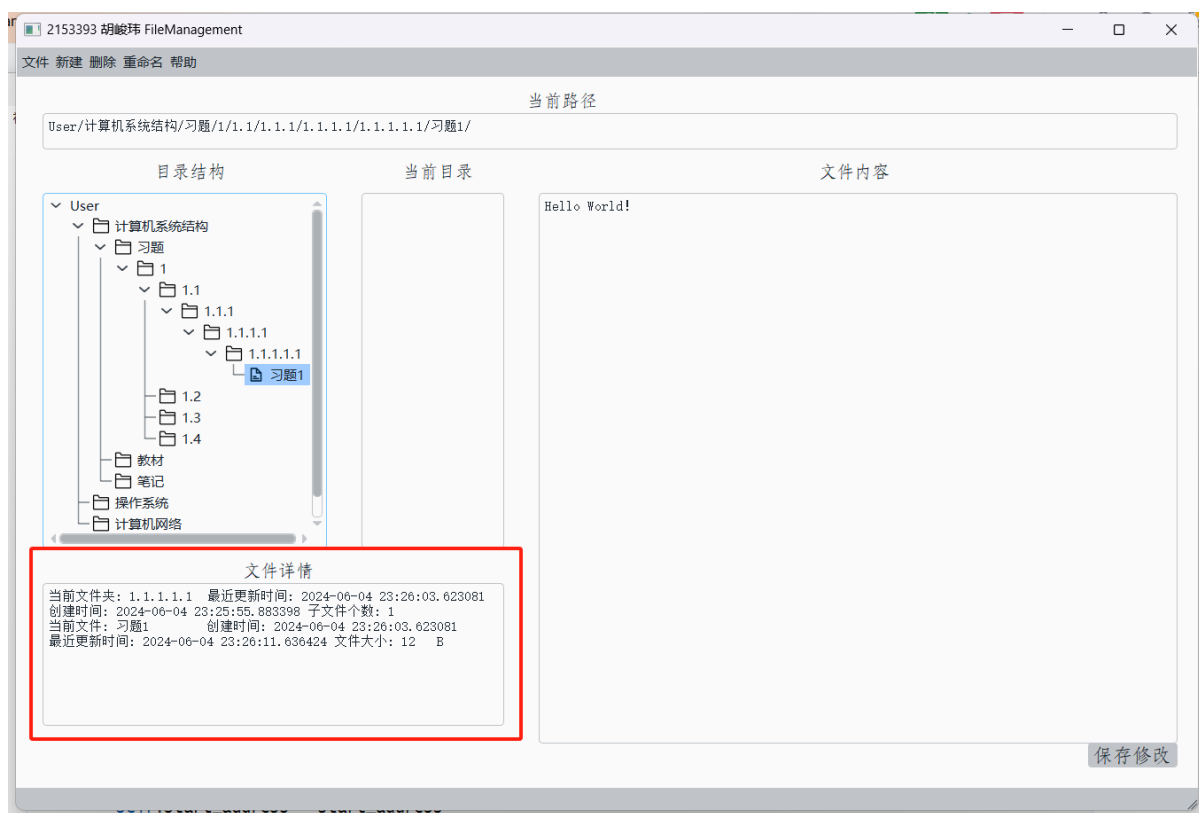 2153393 胡峻玮 FileManagement
文件 新建 删除 重命名 帮助
当前路径
User/计算机系统结构/习题/1/1.1/1.1.1/1.1.1.1/1.1.1.1.1/习题1/
目录结构
当前目录
文件内容
User
计算机系统结构
习题
1
1.1
1.1.1
1.1.1.1
1.1.1.1.1
习题1
1.2
1.3
1.4
教材
笔记
操作系统
计算机网络
Hello World!
文件详情
当前文件夹: 1.1.1.1.1 最近更新时间: 2024-06-04 23:26:03.623081
创建时间: 2024-06-04 23:25:55.883398 子文件个数: 1
当前文件: 习题1 创建时间: 2024-06-04 23:26:03.623081
最近更新时间: 2024-06-04 23:26:11.636424 文件大小: 12 B
保存修改